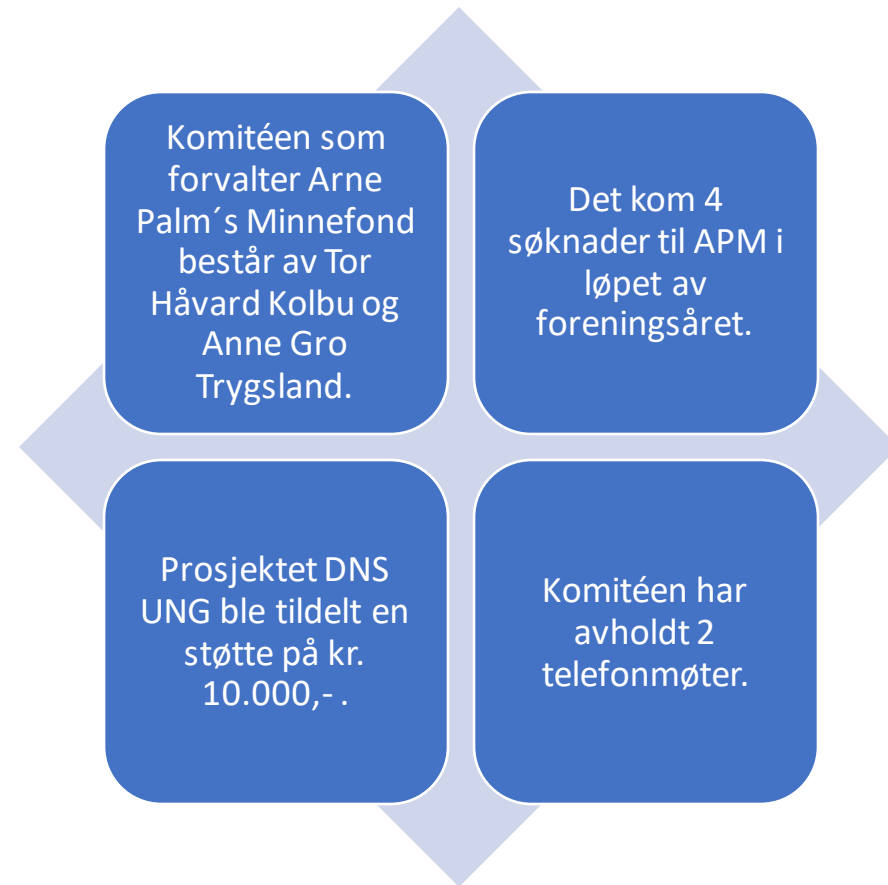 Komitéen som
forvalter Arne
Palm´s Minnefond
består av Tor
Håvard Kolbu og
Anne Gro
Trygsland.
Det kom 4
søknader til APM i
løpet av
foreningsåret.
Prosjektet DNS
UNG ble tildelt en
støtte på kr.
10.000,- .
Komitéen har
avholdt 2
telefonmøter.